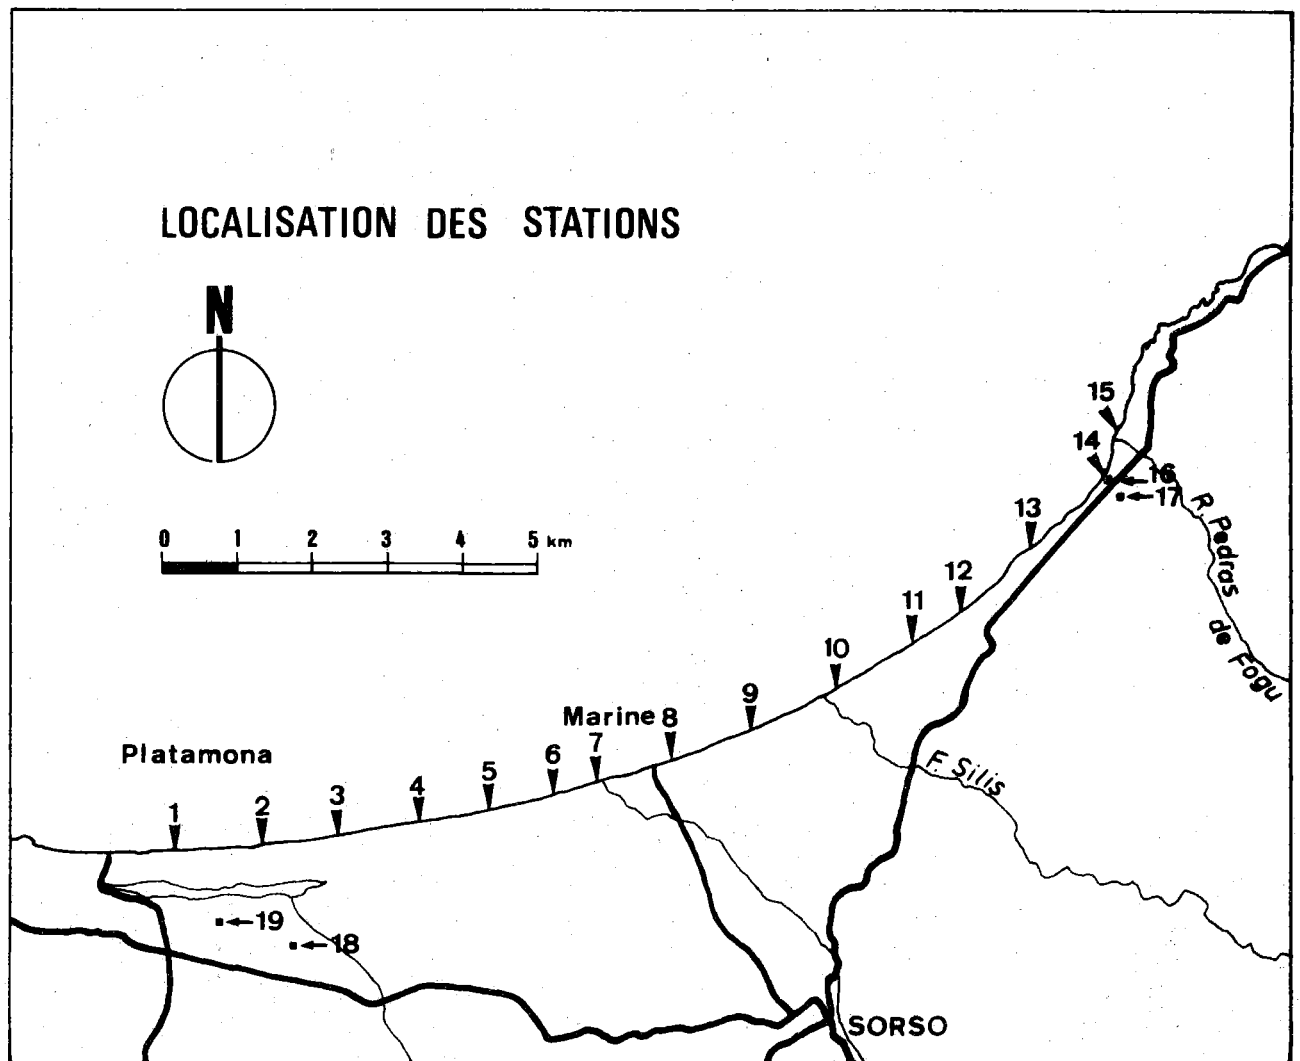 LOCALISATION DES STATIONS
N
0 1 2 3 4 5 km
15
14
16
17
13
R. Pedras de Fogu
12
11
10
9
Marine 8
7
6
Platamona
5
4
3
2
1
F. Silis
19
18
SORSO